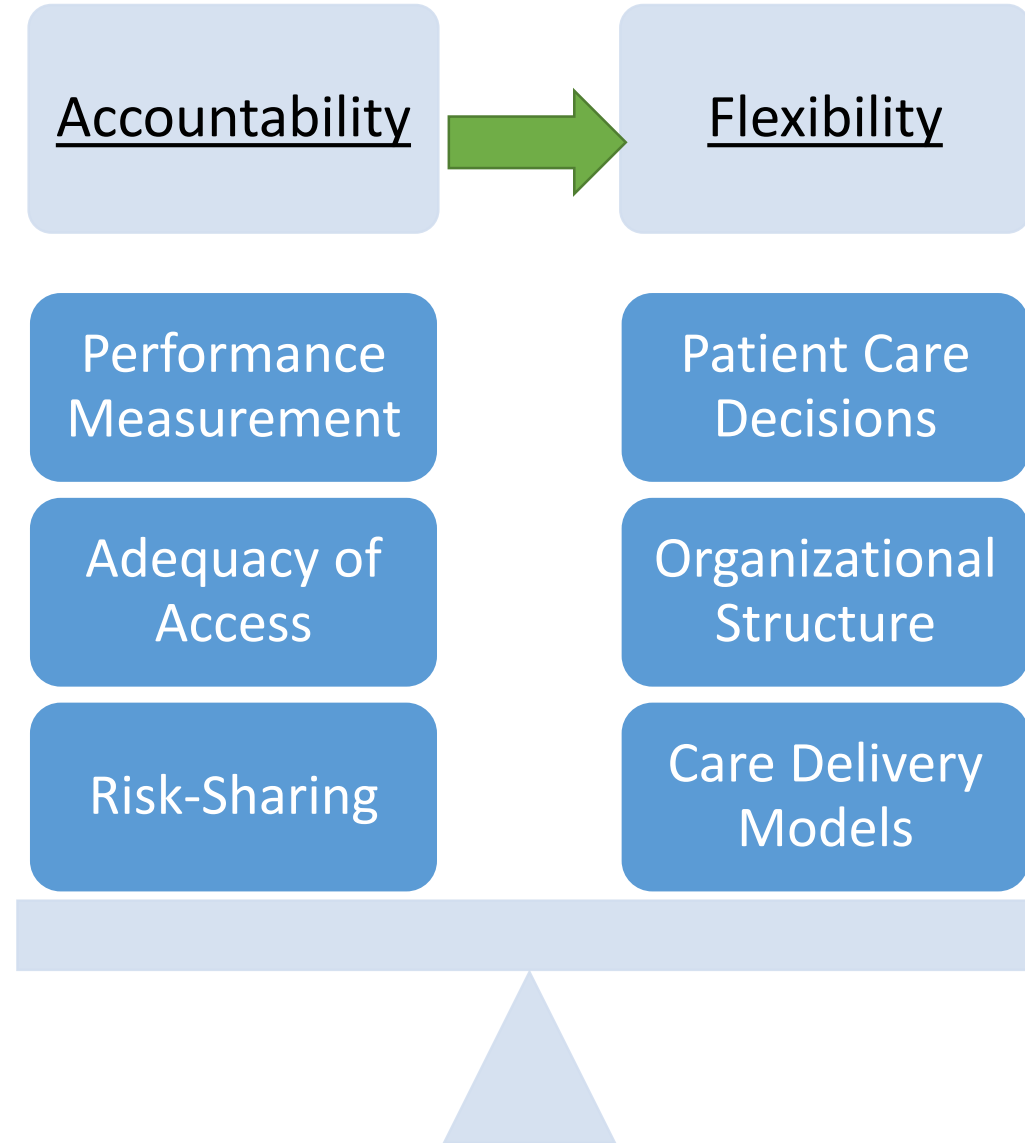 Accountability
Flexibility
Performance
Measurement
Adequacy of
Access
Risk-Sharing
Patient Care
Decisions
Organizational
Structure
Care Delivery
Models